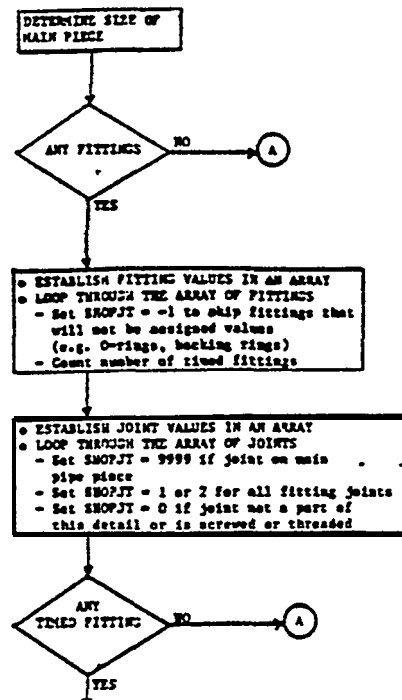 DETERMINE SIZE OF
MAIN PIECE
ANY FITTINGS
NO
A
YES
• ESTABLISH FITTING VALUES IN AN ARRAY
• LOOP THROUGH THE ARRAY OF FITTINGS
- Set SHOPJT = -1 to skip fittings that
will not be assigned values
(e.g. O-rings, backing rings)
- Count number of timed fittings
• ESTABLISH JOINT VALUES IN AN ARRAY
• LOOP THROUGH THE ARRAY OF JOINTS
- Set SHOPJT = 9999 if joint on main
pipe piece
- Set SHOPJT = 1 or 2 for all fitting joints
- Set SHOPJT = 0 if joint not a part of
this detail or is screwed or threaded
ANY
TIMED FITTING
NO
A
YES